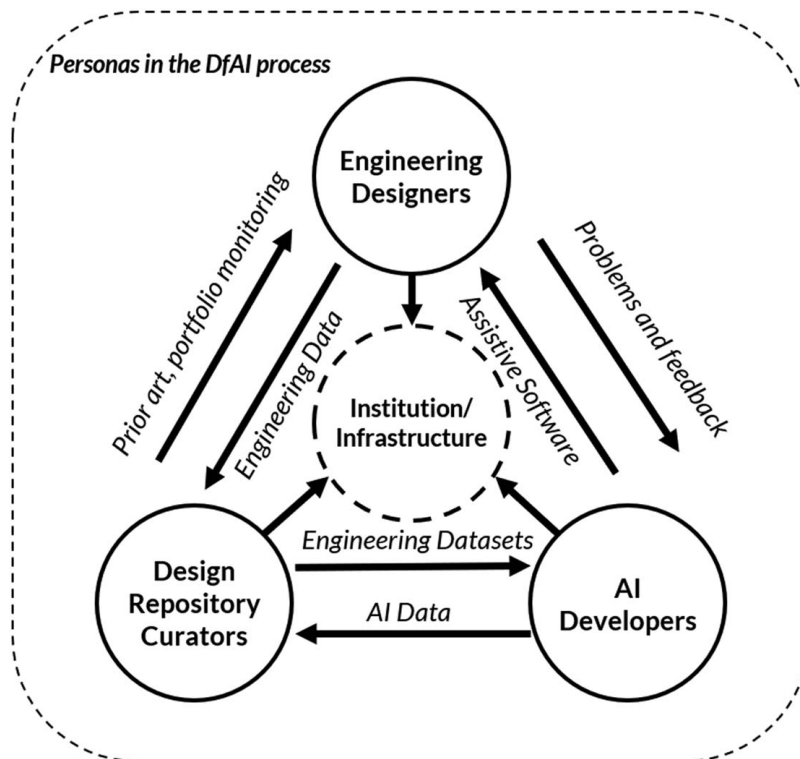 Personas in the DfAI process
Engineering
Designers
Prior art, portfolio monitoring
Engineering Data
Assistive Software
Problems and feedback
Institution/
Infrastructure
Engineering Datasets
AI Data
Design
Repository
Curators
AI
Developers